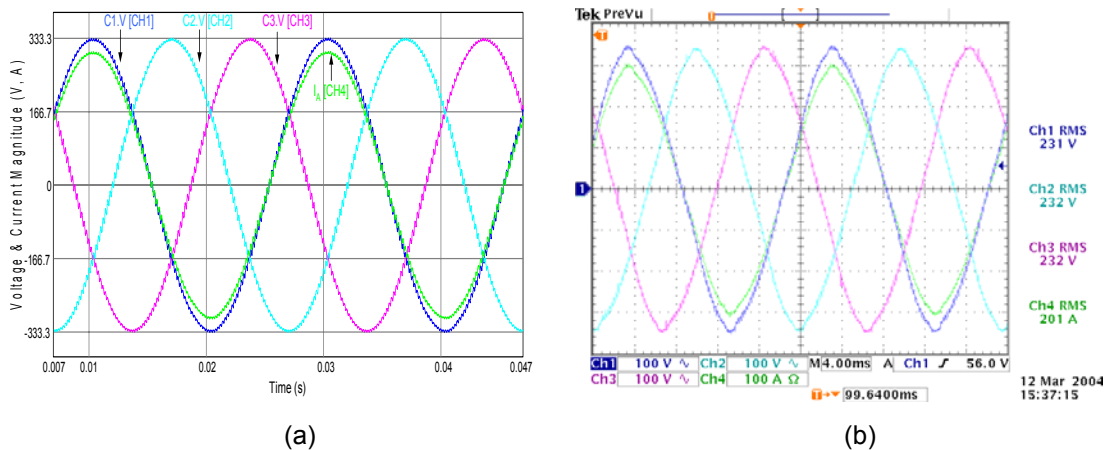 C1.V [CH1] C2.V [CH2] C3.V [CH3]
333.3
166.7
0
-166.7
-333.3
Voltage & Current Magnitude (V, A)
I_A [CH4]
0.007 0.01 0.02 0.03 0.04 0.047
Time (s)
(a)
Tek PreVu
T
T
1
Ch1 RMS
231 V
Ch2 RMS
232 V
Ch3 RMS
232 V
Ch4 RMS
201 A
Ch1 100 V ∿ Ch2 100 V ∿ M 4.00ms A Ch1 ƒ 56.0 V
Ch3 100 V ∿ Ch4 100 A Ω
T→▼ 99.6400ms
12 Mar 2004
15:37:15
(b)